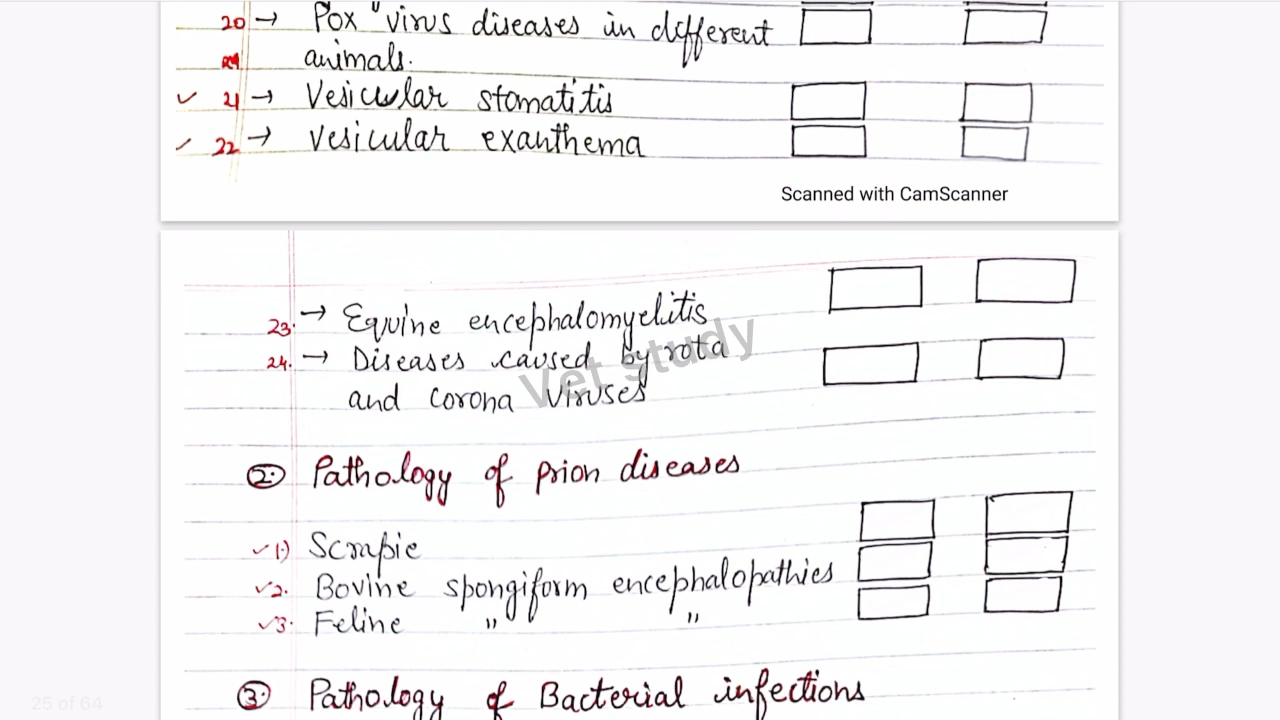 20 → Pox virus diseases in different
animals.
✓ 21 → Vesicular stomatitis
✓ 22 → vesicular exanthema
Scanned with CamScanner
23. → Equine encephalomyelitis
24. → Diseases caused by rota
and corona Viruses
Vet study
②. Pathology of prion diseases
✓ 1.) Scrapie
✓ 2. Bovine spongiform encephalopathies
✓ 3. Feline " "
③. Pathology of Bacterial infections
25 of 64